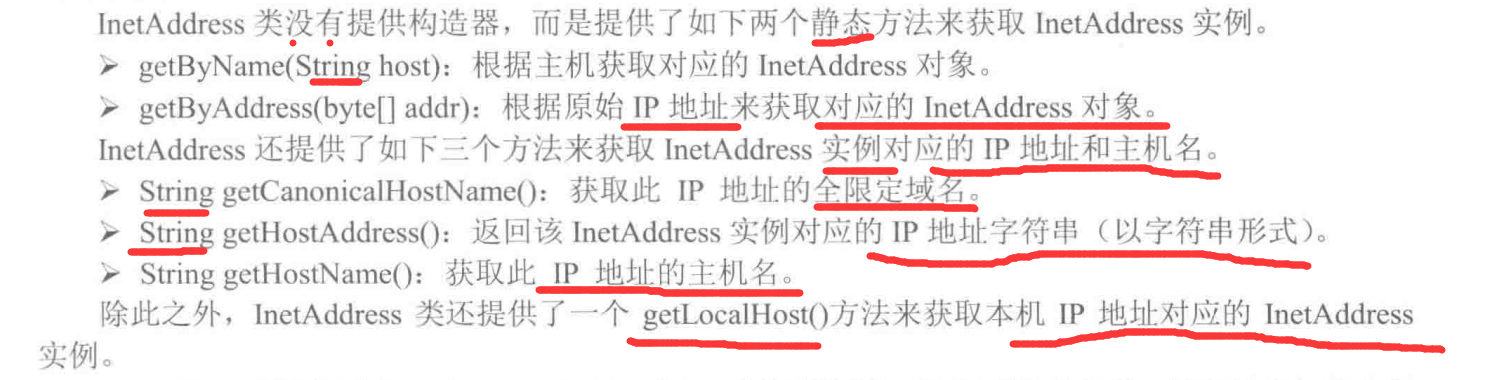 InetAddress 类没有提供构造器，而是提供了如下两个静态方法来获取 InetAddress 实例。
➢ getByName(String host)：根据主机获取对应的 InetAddress 对象。
➢ getByAddress(byte[] addr)：根据原始 IP 地址来获取对应的 InetAddress 对象。
InetAddress 还提供了如下三个方法来获取 InetAddress 实例对应的 IP 地址和主机名。
➢ String getCanonicalHostName()：获取此 IP 地址的全限定域名。
➢ String getHostAddress()：返回该 InetAddress 实例对应的 IP 地址字符串（以字符串形式）。
➢ String getHostName()：获取此 IP 地址的主机名。
除此之外，InetAddress 类还提供了一个 getLocalHost()方法来获取本机 IP 地址对应的 InetAddress
实例。